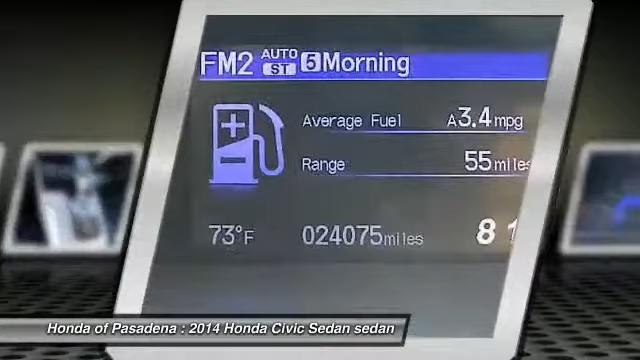 FM2 AUTO ST 5 Morning
Average Fuel A3.4 mpg
Range 55 miles
73°F 024075 miles 8
Honda of Pasadena : 2014 Honda Civic Sedan sedan